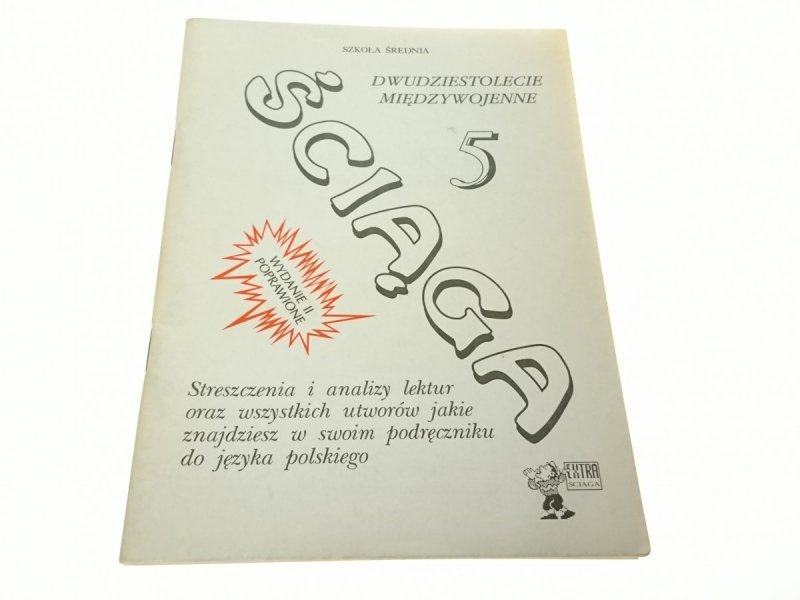 SZKOŁA ŚREDNIA
DWUDZIESTOLECIE
MIĘDZYWOJENNE
5
ŚCIĄGA
WYDANIE II
POPRAWIONE
Streszczenia i analizy lektur
oraz wszystkich utworów jakie
znajdziesz w swoim podręczniku
do języka polskiego
EXTRA
ŚCIĄGA